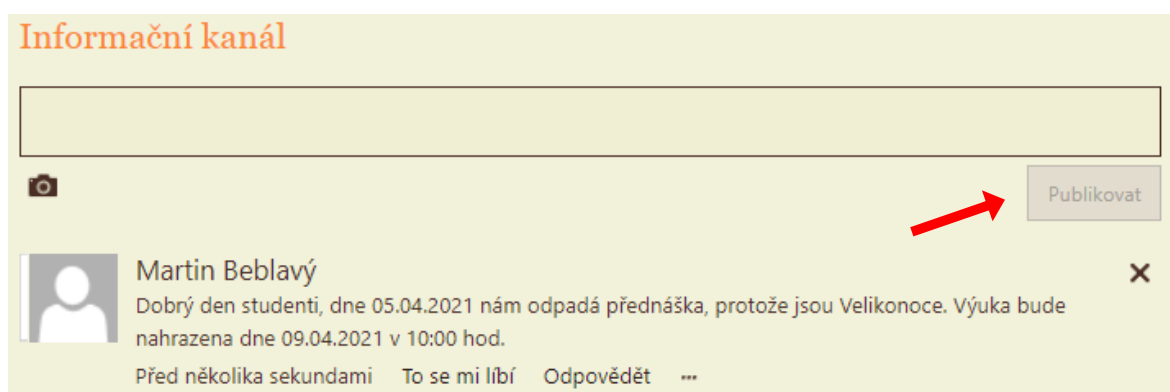 Informační kanál
Publikovat
Martin Beblavý
Dobrý den studenti, dne 05.04.2021 nám odpadá přednáška, protože jsou Velikonoce. Výuka bude
nahrazena dne 09.04.2021 v 10:00 hod.
Před několika sekundami To se mi líbí Odpovědět ···